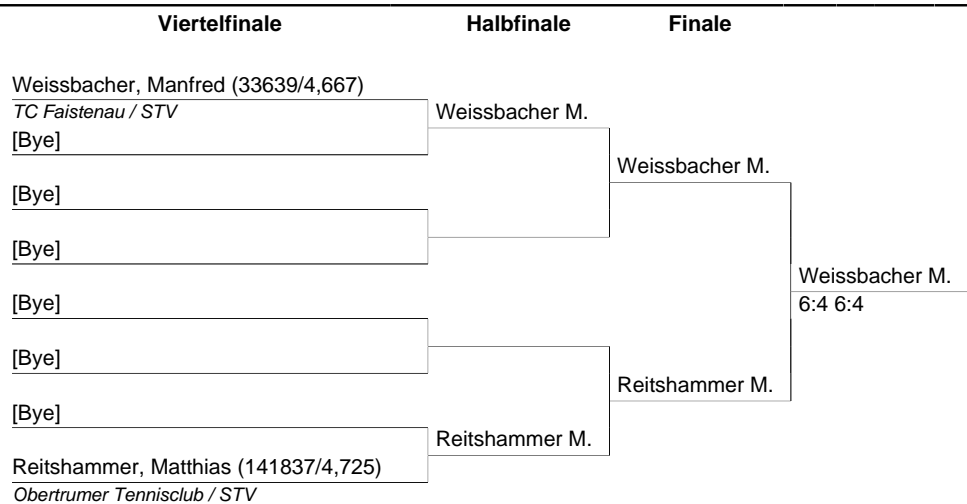 Viertelfinale Halbfinale Finale
Weissbacher, Manfred (33639/4,667)
TC Faistenau / STV
Weissbacher M.
[Bye]
Weissbacher M.
[Bye]
[Bye]
Weissbacher M.
[Bye]
6:4 6:4
[Bye]
Reitshammer M.
[Bye]
Reitshammer M.
Reitshammer, Matthias (141837/4,725)
Obertrumer Tennisclub / STV